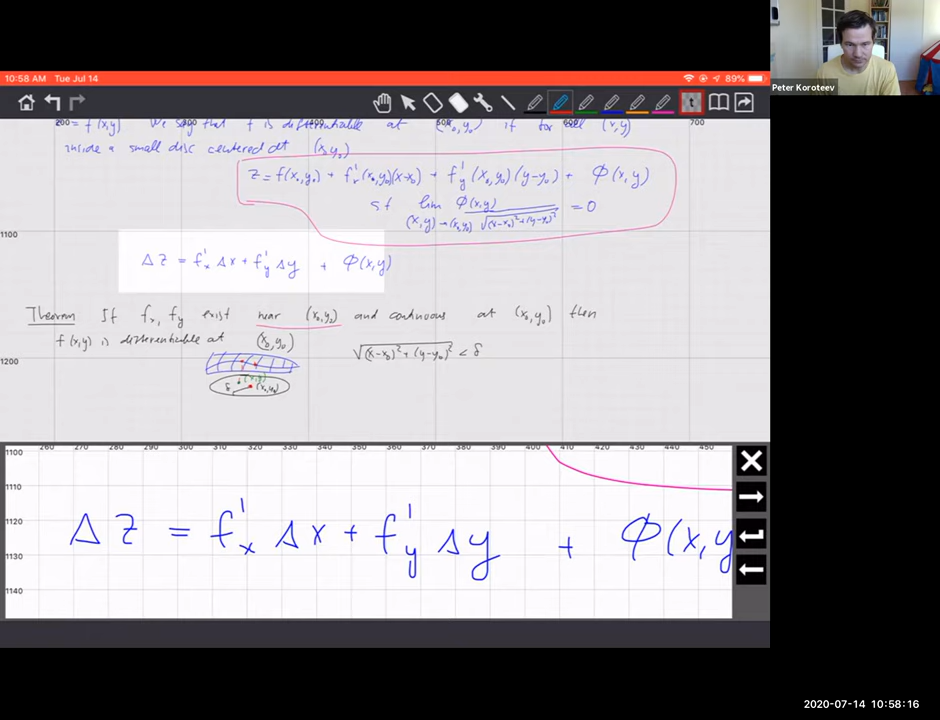 10:58 AM Tue Jul 14
89%
Peter Koroteev
t
= f(x,y) We say that f is differentiable at (x₀,y₀) if for all (x,y)
700
inside a small disc centered at (x₀,y₀)
z = f(x₀,y₀) + f'ₓ(x₀,y₀)(x-x₀) + f'ᵧ(x₀,y₀)(y-y₀) + Φ(x,y)
st lim Φ(x,y) / √(x-x₀)²+(y-y₀)² = 0
(x,y)→(x₀,y₀)
1100
Δz = f'ₓ Δx + f'ᵧ Δy + Φ(x,y)
Theorem If fₓ, fᵧ exist near (x₀,y₀) and continuous at (x₀,y₀) then
f(x,y) is differentiable at (x₀,y₀)
√(x-x₀)²+(y-y₀)² < δ
1200
δ (x,y) (x₀,y₀)
260 280 290 300 310 320 330 340 350 360 370 380 390 400 410 420 430 440 450
1100
1110
1120
Δz = f'ₓ Δx + f'ᵧ Δy + Φ(x,y
1130
1140
2020-07-14 10:58:16